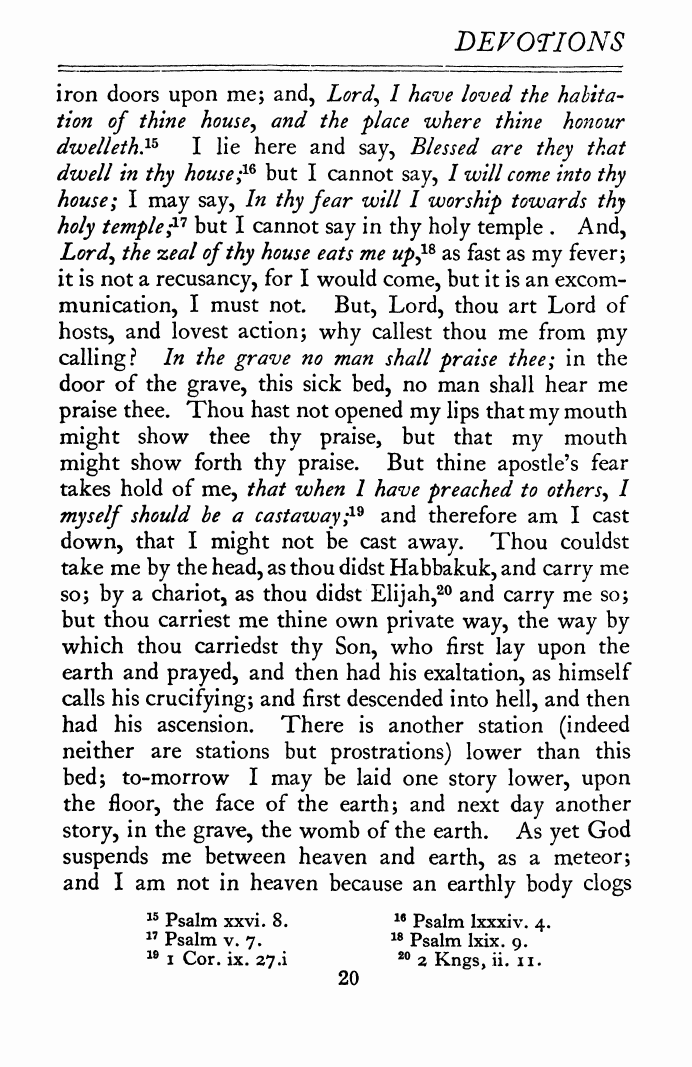 DEVOTIONS
iron doors upon me; and, Lord, I have loved the habita-
tion of thine house, and the place where thine honour
dwelleth.¹⁵ I lie here and say, Blessed are they that
dwell in thy house;¹⁶ but I cannot say, I will come into thy
house; I may say, In thy fear will I worship towards thy
holy temple;¹⁷ but I cannot say in thy holy temple . And,
Lord, the zeal of thy house eats me up,¹⁸ as fast as my fever;
it is not a recusancy, for I would come, but it is an excom-
munication, I must not. But, Lord, thou art Lord of
hosts, and lovest action; why callest thou me from my
calling? In the grave no man shall praise thee; in the
door of the grave, this sick bed, no man shall hear me
praise thee. Thou hast not opened my lips that my mouth
might show thee thy praise, but that my mouth
might show forth thy praise. But thine apostle's fear
takes hold of me, that when I have preached to others, I
myself should be a castaway;¹⁹ and therefore am I cast
down, that I might not be cast away. Thou couldst
take me by the head, as thou didst Habbakuk, and carry me
so; by a chariot, as thou didst Elijah,²⁰ and carry me so;
but thou carriest me thine own private way, the way by
which thou carriedst thy Son, who first lay upon the
earth and prayed, and then had his exaltation, as himself
calls his crucifying; and first descended into hell, and then
had his ascension. There is another station (indeed
neither are stations but prostrations) lower than this
bed; to-morrow I may be laid one story lower, upon
the floor, the face of the earth; and next day another
story, in the grave, the womb of the earth. As yet God
suspends me between heaven and earth, as a meteor;
and I am not in heaven because an earthly body clogs
¹⁵ Psalm xxvi. 8. ¹⁶ Psalm lxxxiv. 4.
¹⁷ Psalm v. 7. ¹⁸ Psalm lxix. 9.
¹⁹ 1 Cor. ix. 27.i ²⁰ 2 Kngs, ii. 11.
20